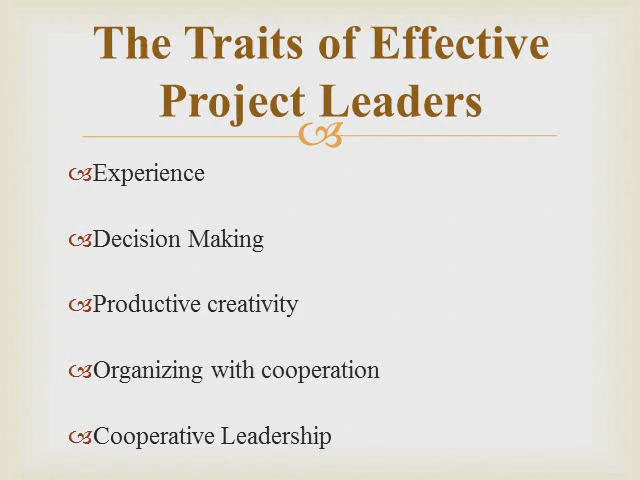 The Traits of Effective
Project Leaders
Experience
Decision Making
Productive creativity
Organizing with cooperation
Cooperative Leadership